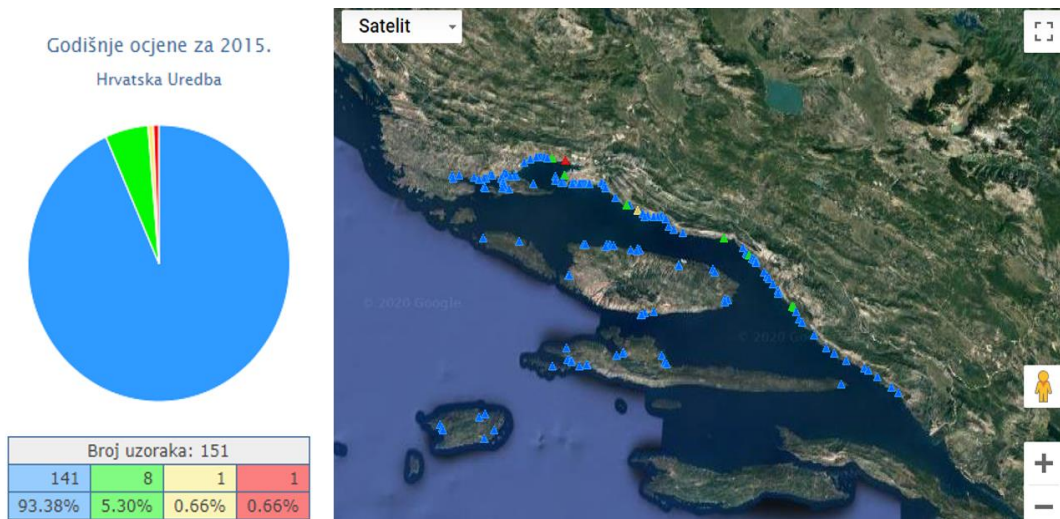 Godišnje ocjene za 2015.
Hrvatska Uredba
Broj uzoraka: 151
141 8 1 1
93.38% 5.30% 0.66% 0.66%
Satelit
© 2020 Google
© 2020 Google